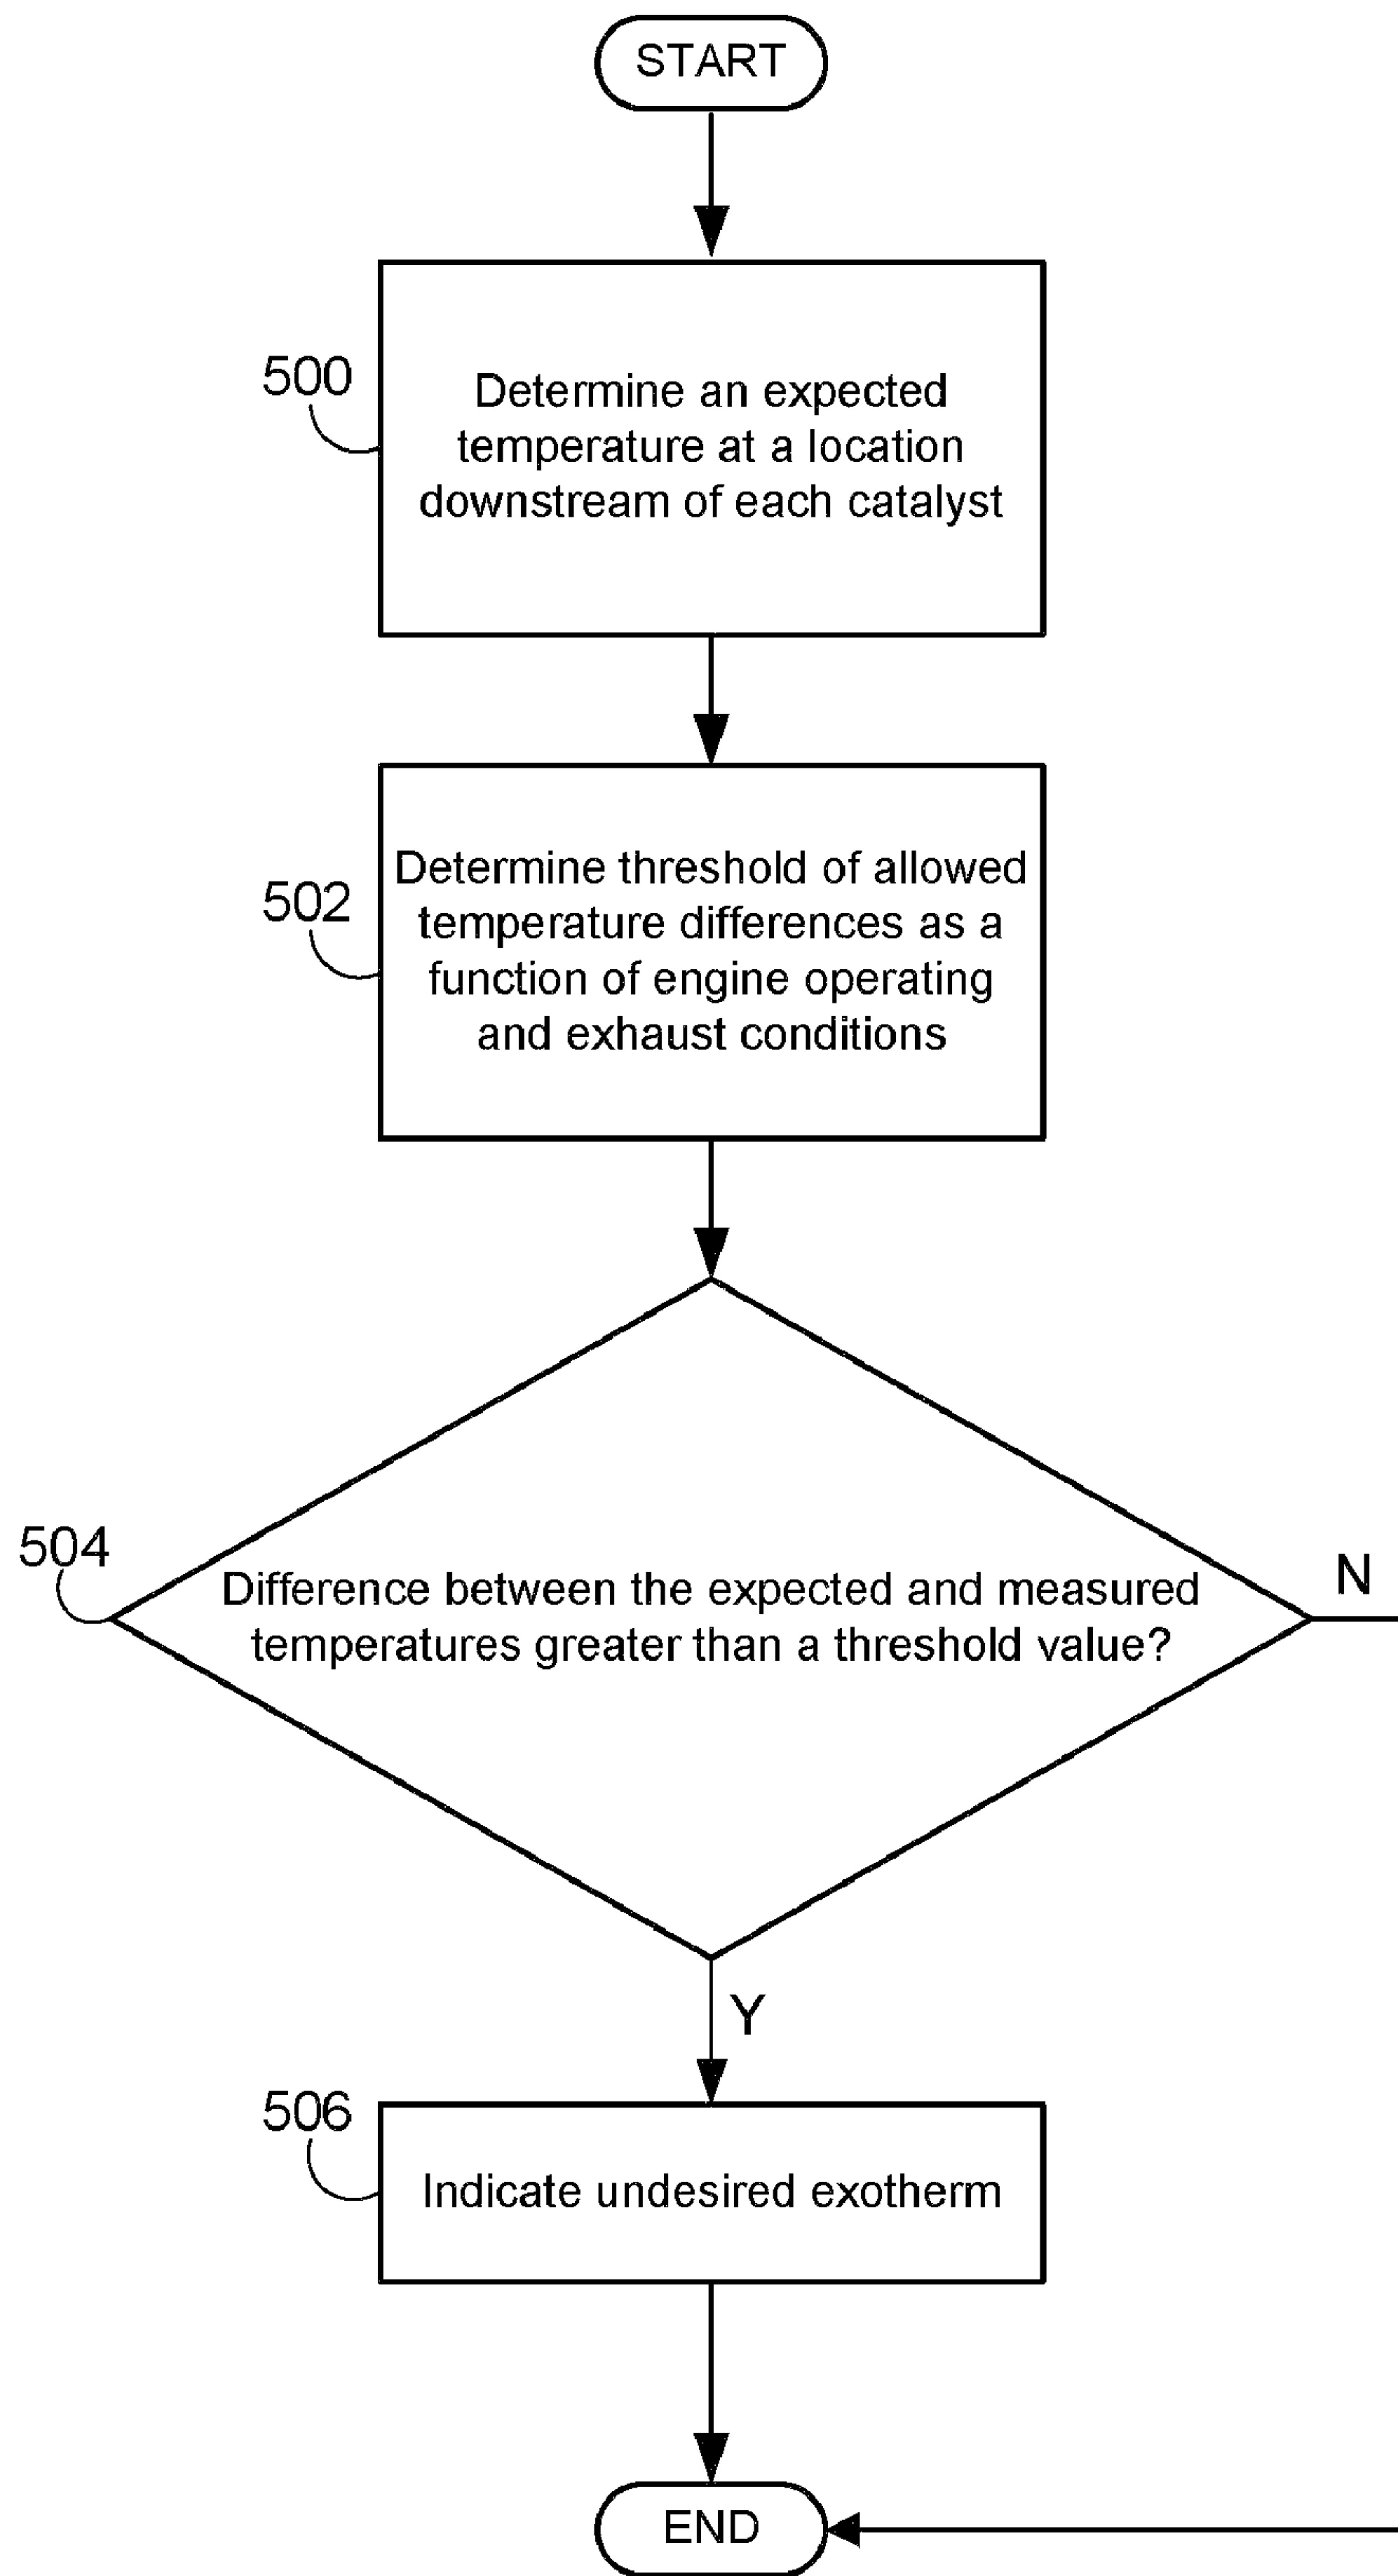 START
500
Determine an expected
temperature at a location
downstream of each catalyst
502
Determine threshold of allowed
temperature differences as a
function of engine operating
and exhaust conditions
504
Difference between the expected and measured
temperatures greater than a threshold value?
N
Y
506
Indicate undesired exotherm
END